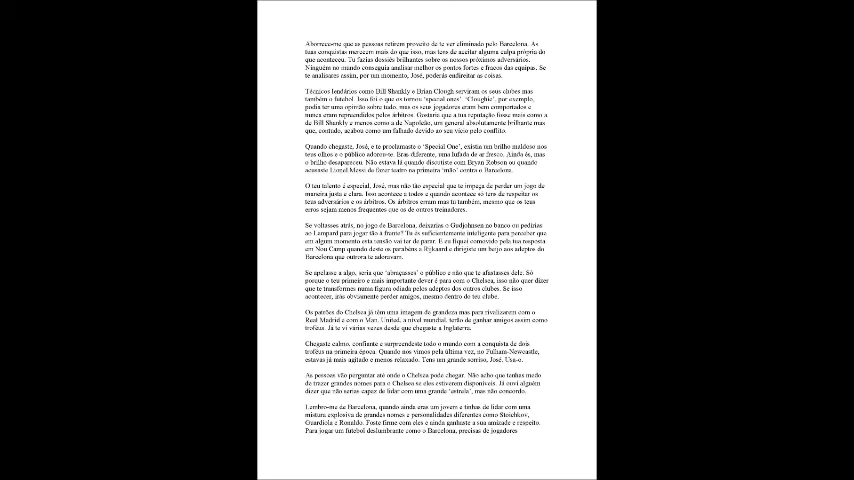 Aborrece-me que as pessoas retirem proveito de te ver eliminado pelo Barcelona. As
tuas conquistas merecem mais do que isso, mas tens de aceitar alguma culpa própria do
que aconteceu. Tu fazias dossiês brilhantes sobre os nossos próximos adversários.
Ninguém no mundo conseguia analisar melhor os pontos fortes e fracos das equipas. Se
te analisares assim, por um momento, José, poderás endireitar as coisas.
Técnicos lendários como Bill Shankly e Brian Clough serviram os seus clubes mas
também o futebol. Isso foi o que os tornou 'special ones'. 'Cloughie', por exemplo,
podia ter uma opinião sobre tudo, mas os seus jogadores eram bem comportados e
nunca eram repreendidos pelos árbitros. Gostaria que a tua reputação fosse mais como a
de Bill Shankly e menos como a de Napoleão, um general absolutamente brilhante mas
que, contudo, acabou como um falhado devido ao seu vício pelo conflito.
Quando chegaste, José, e te proclamaste o 'Special One', existia um brilho maldoso nos
teus olhos e o público adorou-te. Eras diferente, uma lufada de ar fresco. Ainda és, mas
o brilho desapareceu. Não estava lá quando discutiste com Bryan Robson ou quando
acusaste Lionel Messi de fazer teatro na primeira 'mão' contra o Barcelona.
O teu talento é especial, José, mas não tão especial que te impeça de perder um jogo de
maneira justa e clara. Isso acontece a todos e quando acontece só tens de respeitar os
teus adversários e os árbitros. Os árbitros erram mas tu também, mesmo que os teus
erros sejam menos frequentes que os de outros treinadores.
Se voltasses atrás, no jogo de Barcelona, deixarias o Gudjohnsen no banco ou pedirias
ao Lampard para jogar tão à frente? Tu és suficientemente inteligente para perceber que
em algum momento esta tensão vai ter de parar. E eu fiquei comovido pela tua resposta
em Nou Camp quando deste os parabéns a Rijkaard e dirigiste um beijo aos adeptos do
Barcelona que outrora te adoravam.
Se apelasse a algo, seria que 'abraçasses' o público e não que te afastasses dele. Só
porque o teu primeiro e mais importante dever é para com o Chelsea, isso não quer dizer
que te transformes numa figura odiada pelos adeptos dos outros clubes. Se isso
acontecer, irás obviamente perder amigos, mesmo dentro do teu clube.
Os patrões do Chelsea já têm uma imagem de grandeza mas para rivalizarem com o
Real Madrid e com o Man. United, a nível mundial, terão de ganhar amigos assim como
troféus. Já te vi várias vezes desde que chegaste a Inglaterra.
Chegaste calmo, confiante e surpreendeste todo o mundo com a conquista de dois
troféus na primeira época. Quando nos vimos pela última vez, no Fulham-Newcastle,
estavas já mais agitado e menos relaxado. Tens um grande sorriso, José. Usa-o.
As pessoas vão perguntar até onde o Chelsea pode chegar. Não acho que tenhas medo
de trazer grandes nomes para o Chelsea se eles estiverem disponíveis. Já ouvi alguém
dizer que não serias capaz de lidar com uma grande 'estrela', mas não concordo.
Lembro-me de Barcelona, quando ainda eras um jovem e tinhas de lidar com uma
mistura explosiva de grandes nomes e personalidades diferentes como Stoichkov,
Guardiola e Ronaldo. Foste firme com eles e ainda ganhaste a sua amizade e respeito.
Para jogar um futebol deslumbrante como o Barcelona, precisas de jogadores